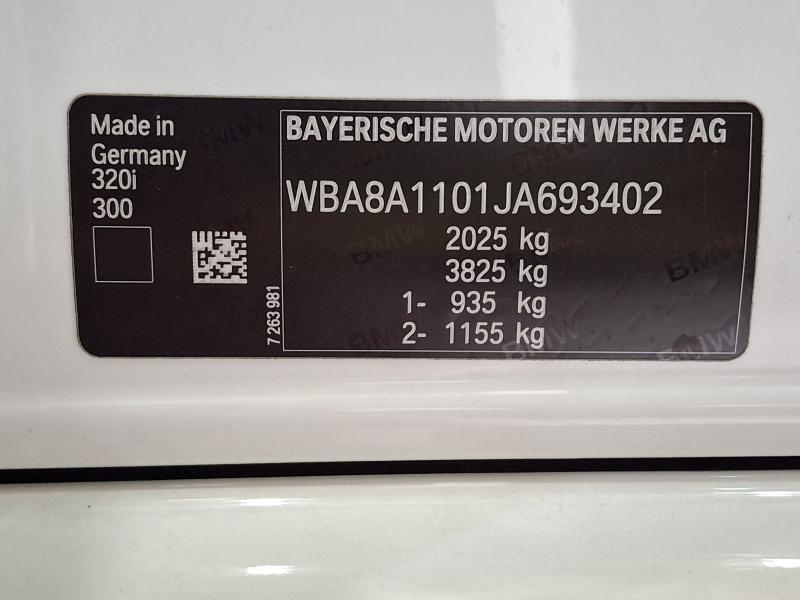 Made in
Germany
320i
300
7 263 981
BAYERISCHE MOTOREN WERKE AG
WBA8A1101JA693402
2025 kg
3825 kg
1- 935 kg
2- 1155 kg